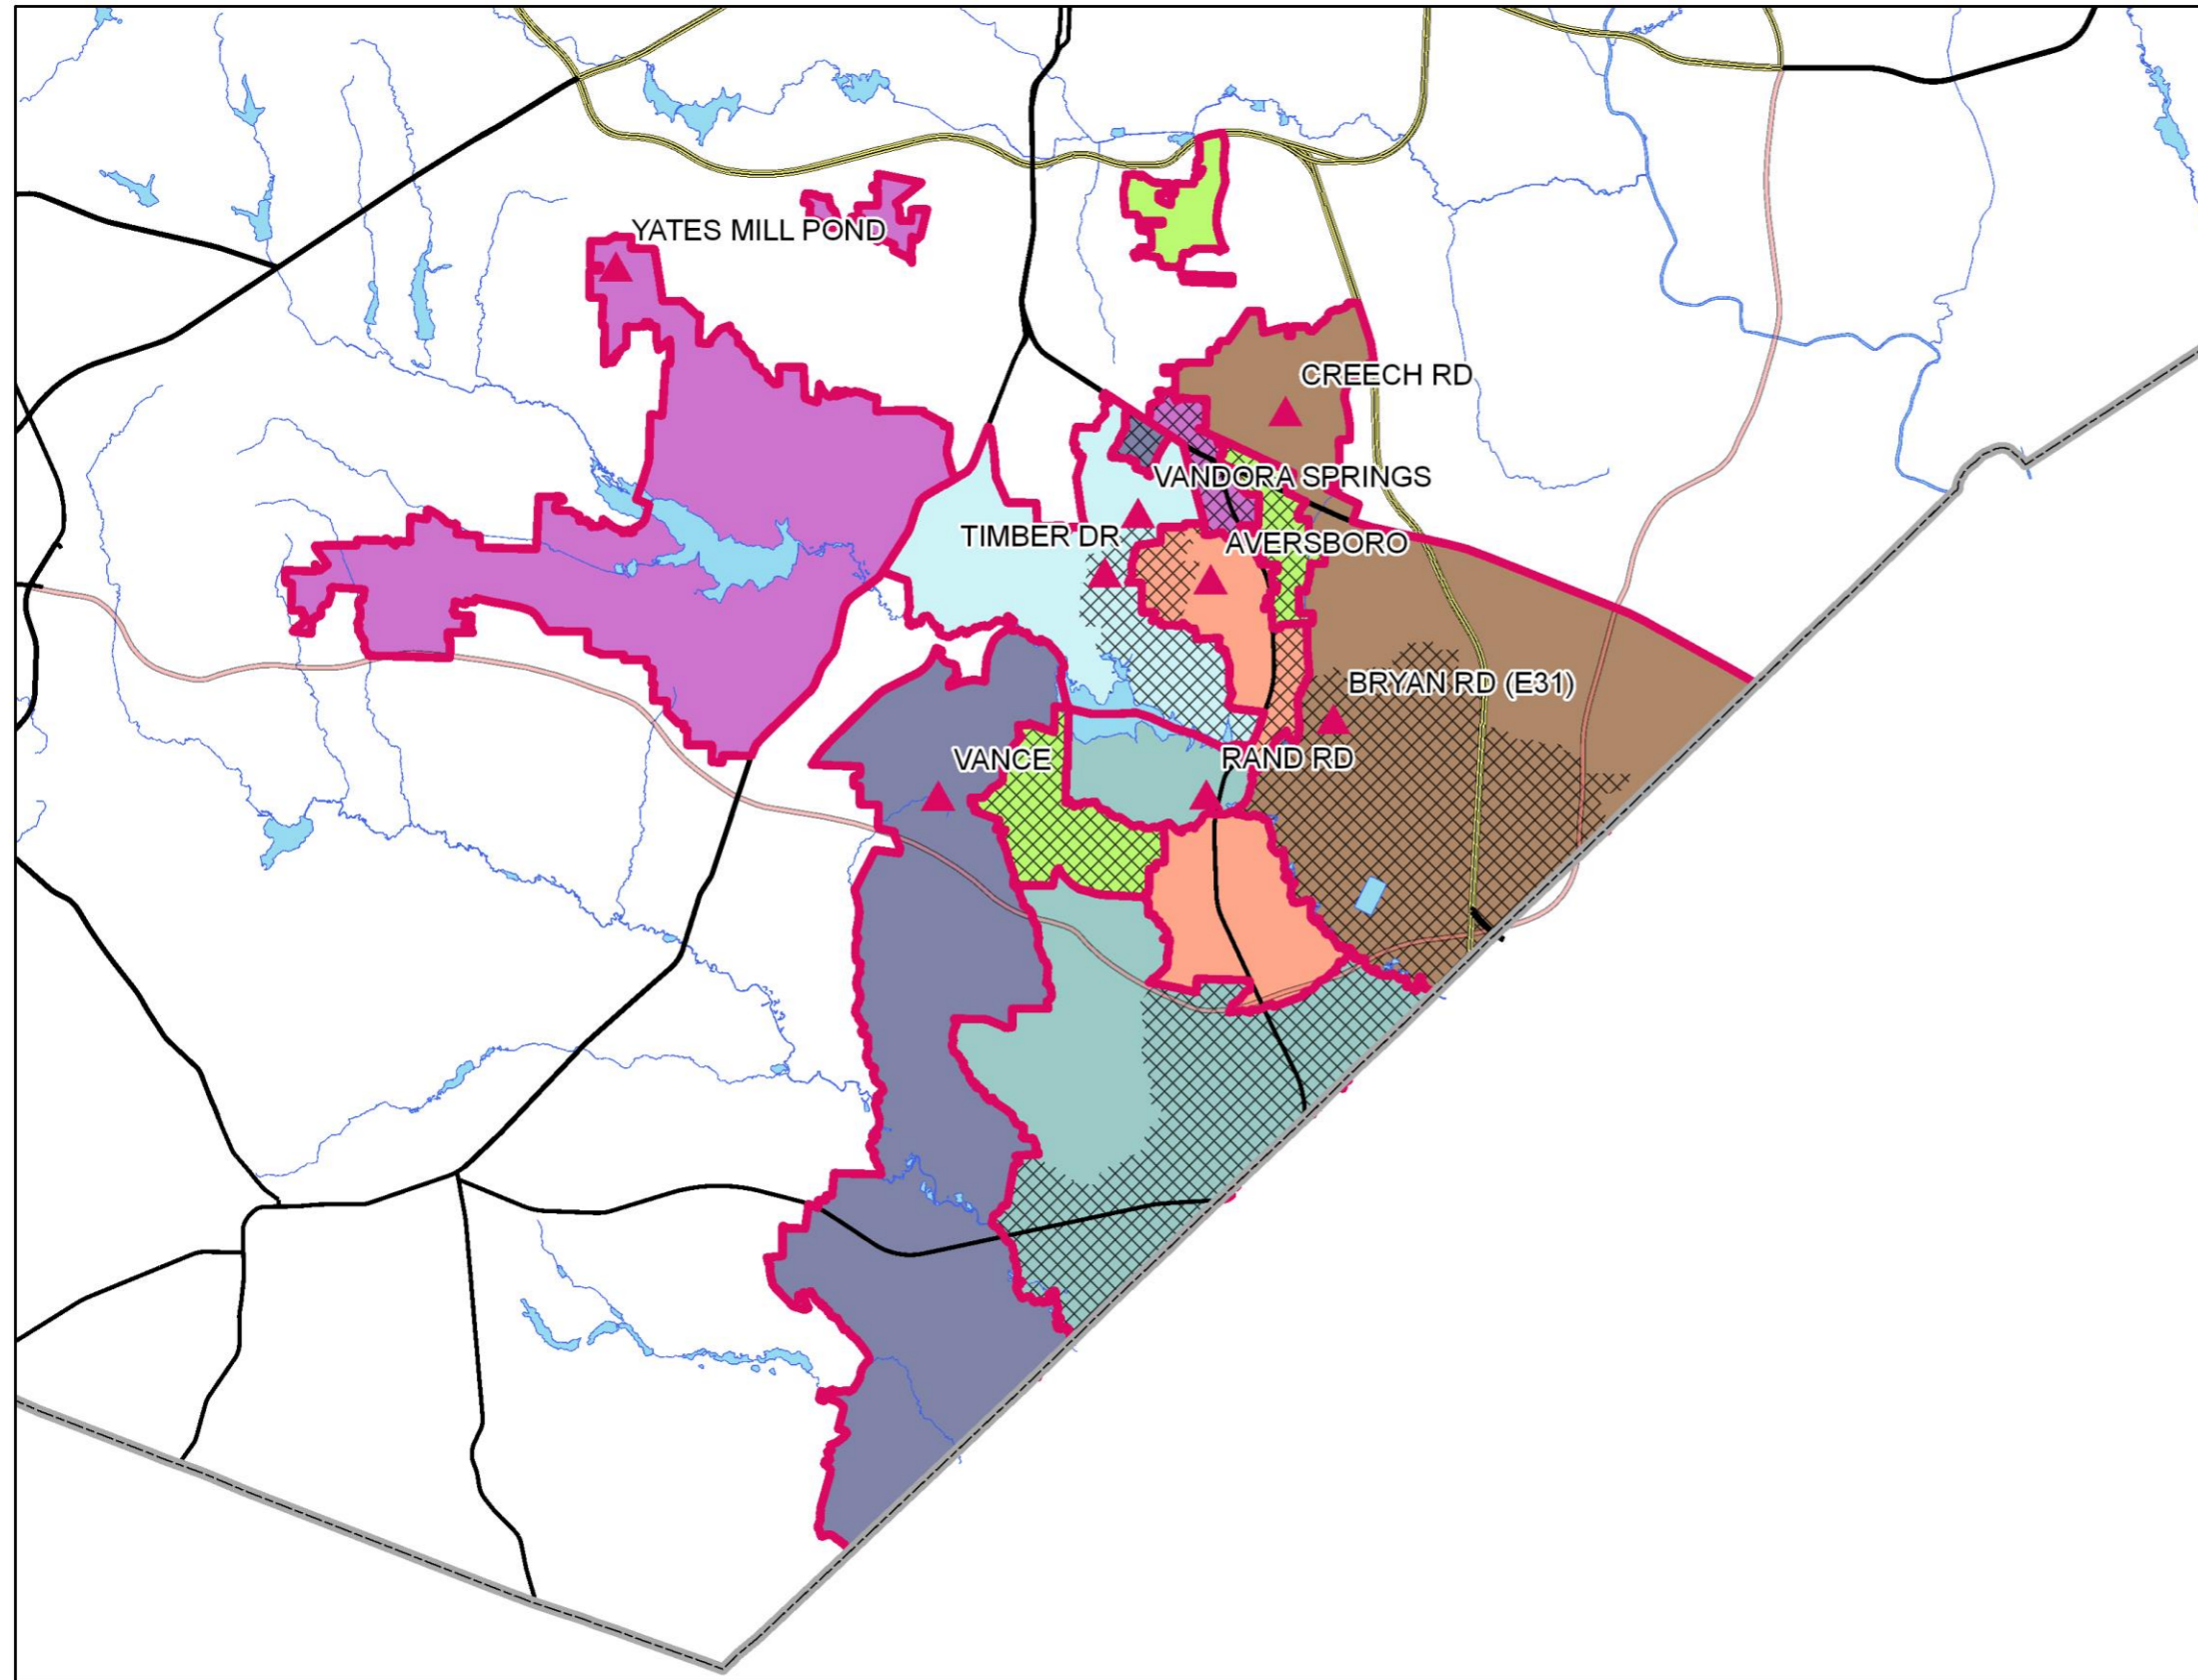 YATES MILL POND
CREECH RD
VANDORA SPRINGS
TIMBER DR
AVERSBORO
BRYAN RD (E31)
VANCE
RAND RD